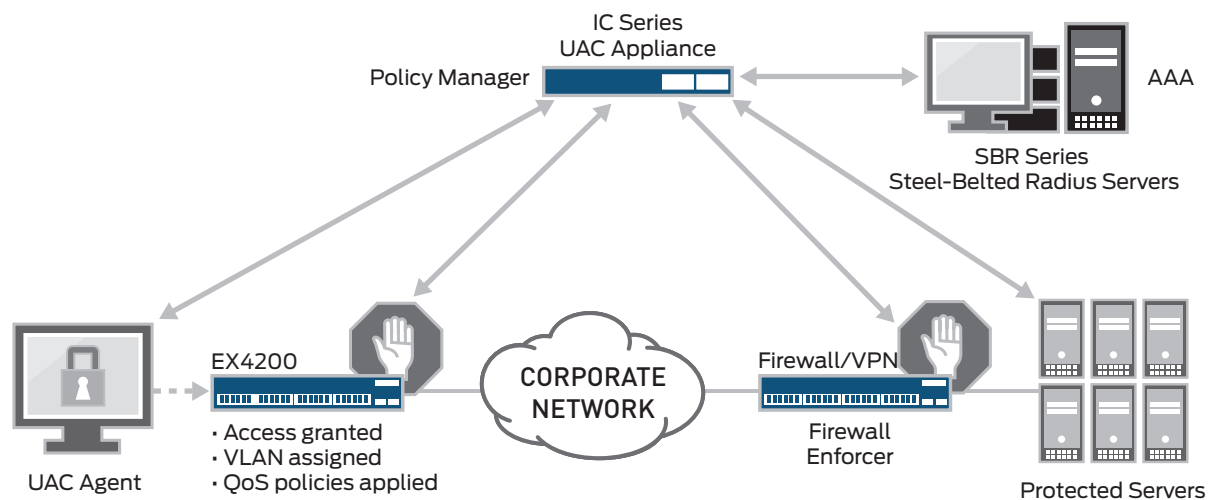 IC Series
UAC Appliance
Policy Manager
AAA
SBR Series
Steel-Belted Radius Servers
EX4200
CORPORATE
NETWORK
Firewall/VPN
· Access granted
· VLAN assigned
· QoS policies applied
Firewall
Enforcer
UAC Agent
Protected Servers